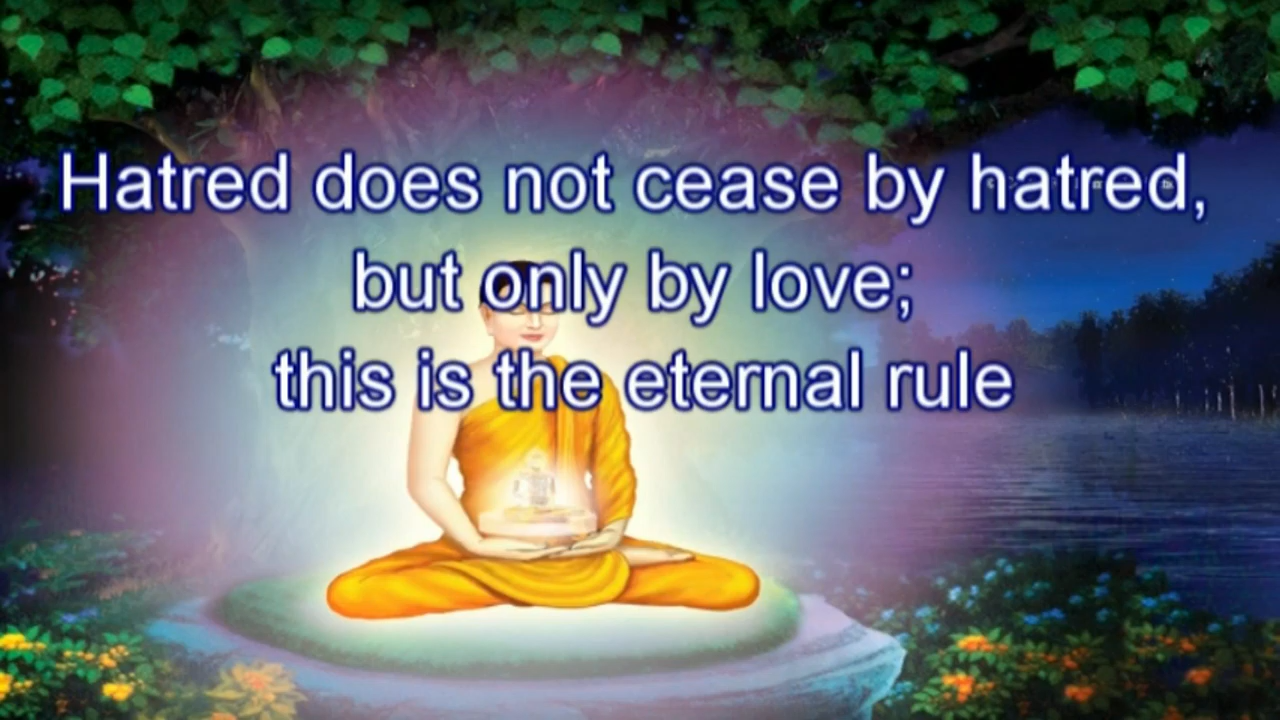 Hatred does not cease by hatred,
but only by love;
this is the eternal rule